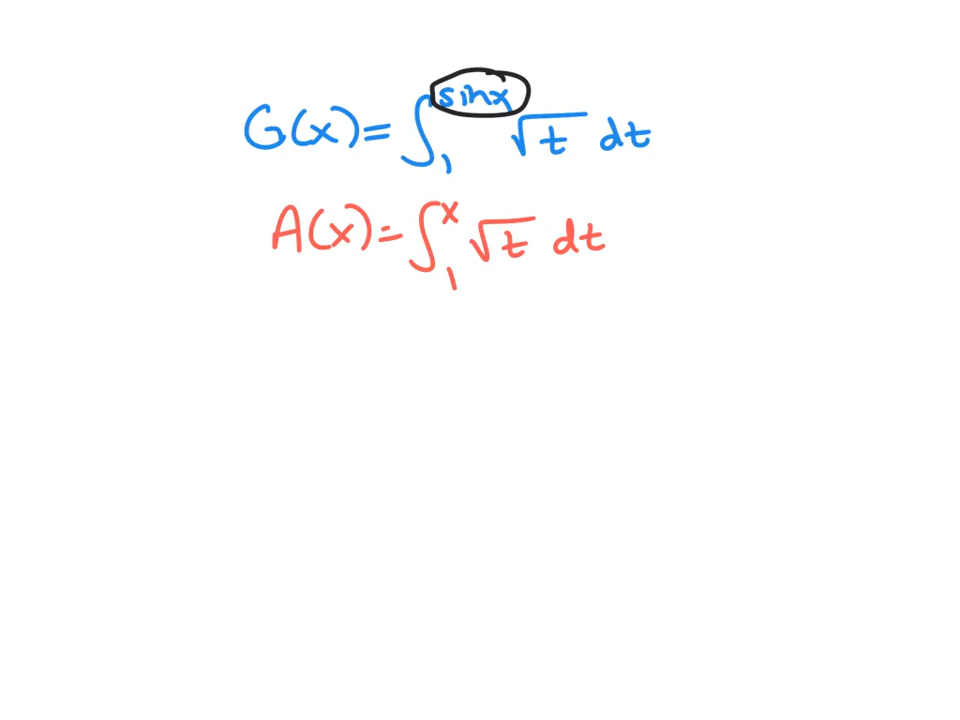 G(x) = ∫₁^{sinx} √t dt
A(x) = ∫₁^{x} √t dt